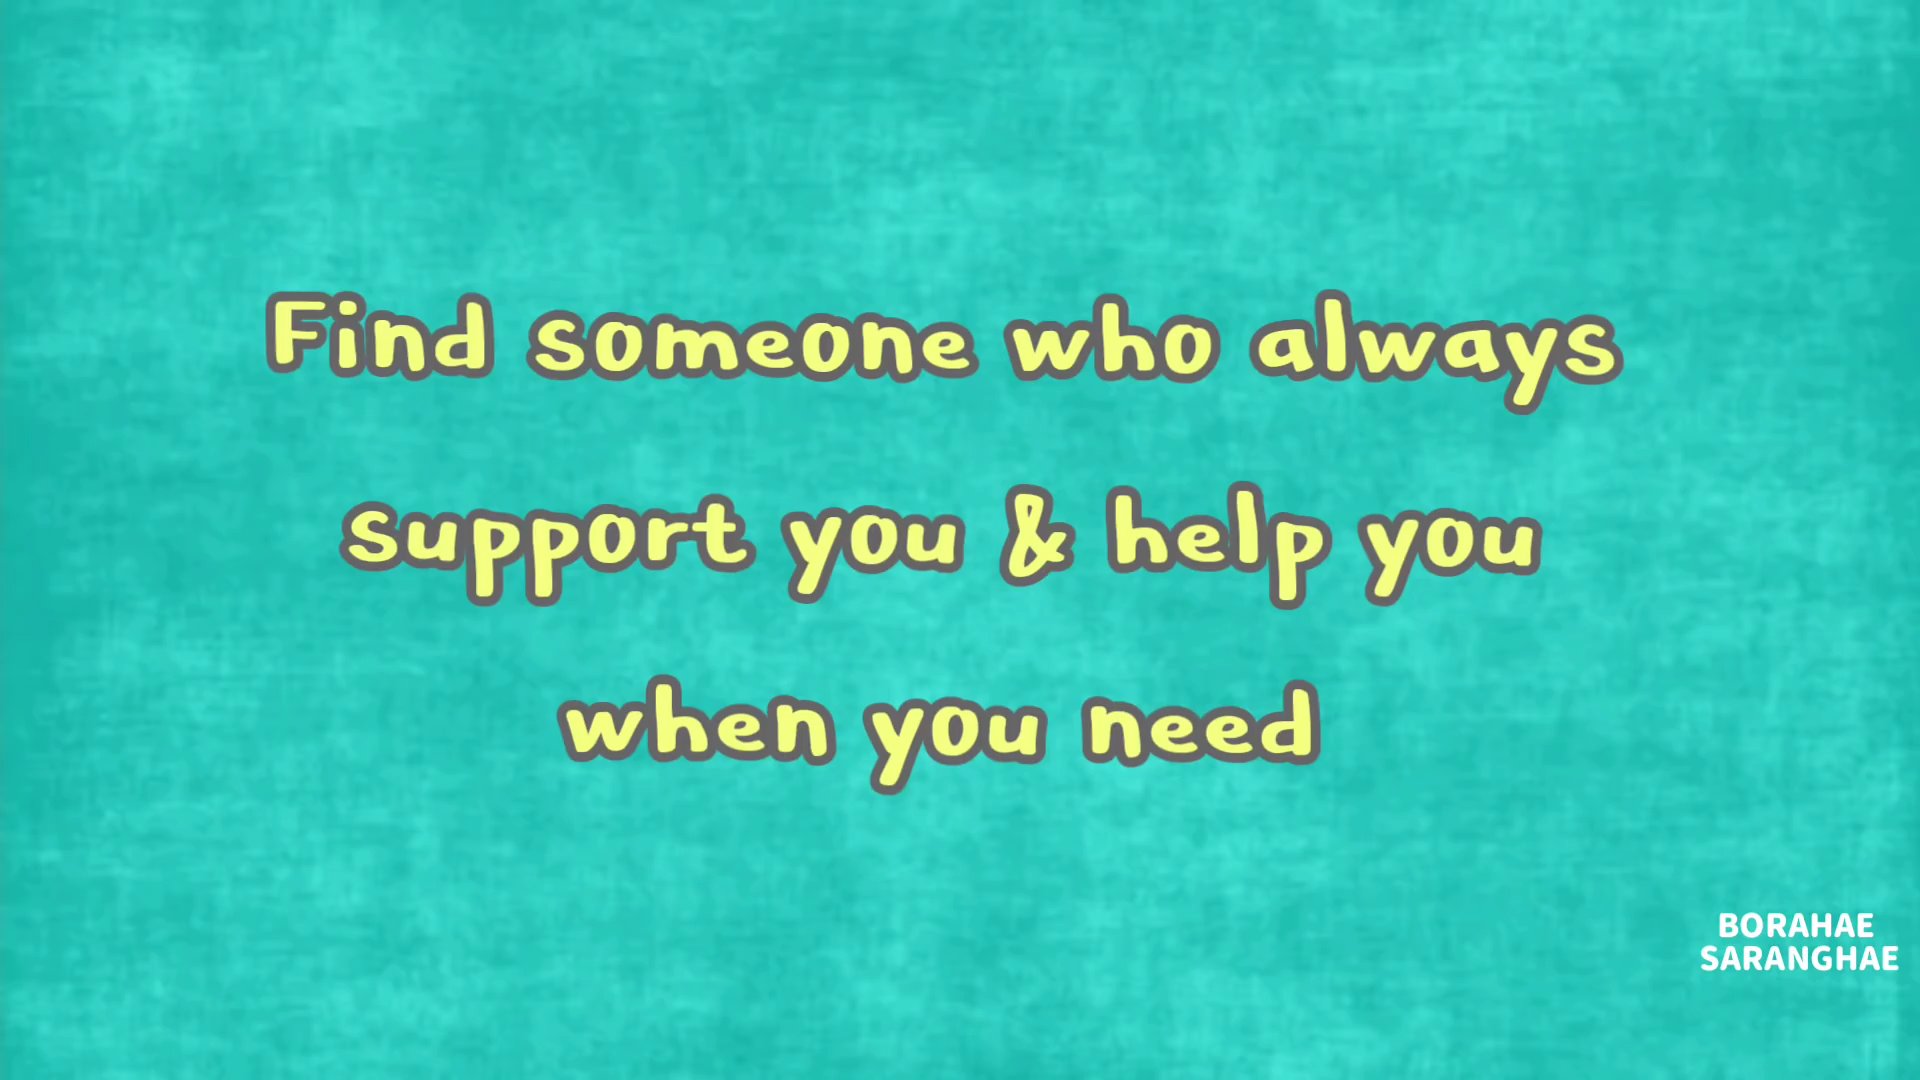 Find someone who always
support you & help you
when you need
BORAHAE
SARANGHAE